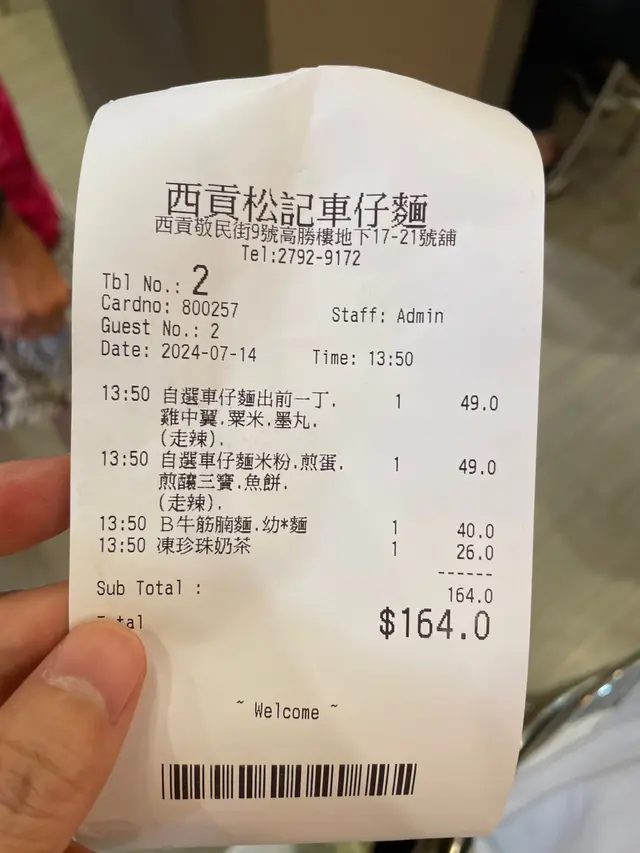 西貢松記車仔麵
西貢敬民街9號高勝樓地下17-21號舖
Tel:2792-9172
Tbl No.: 2
Cardno: 800257 Staff: Admin
Guest No.: 2
Date: 2024-07-14 Time: 13:50
13:50 自選車仔麵出前一丁. 1 49.0
雞中翼.粟米.墨丸.
(走辣).
13:50 自選車仔麵米粉.煎蛋. 1 49.0
煎釀三寶.魚餅.
(走辣).
13:50 B牛筋腩麵.幼*麵 1 40.0
13:50 凍珍珠奶茶 1 26.0
------
Sub Total : 164.0
Total $164.0
~ Welcome ~